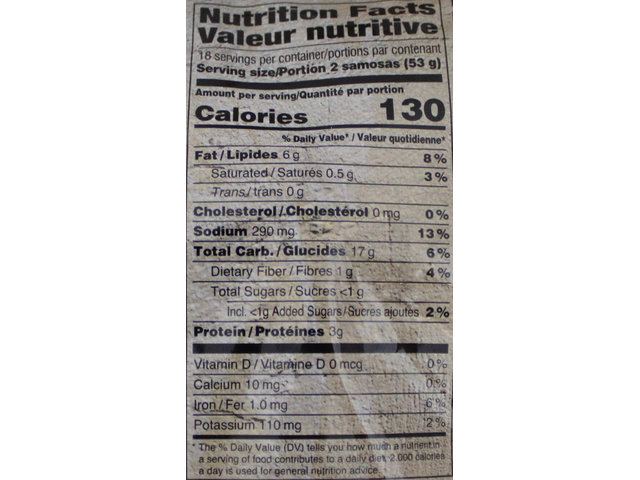 Nutrition Facts
Valeur nutritive
16 servings per container/portions par contenant
Serving size/Portion 2 samosas (53 g)
Amount per serving/Quantité par portion
Calories 130
% Daily Value* / Valeur quotidienne*
Fat / Lipides 6 g 8 %
Saturated / Saturés 0.5 g 3 %
Trans / trans 0 g
Cholesterol / Cholestérol 0 mg 0 %
Sodium 290 mg 13 %
Total Carb. / Glucides 17 g 6 %
Dietary Fiber / Fibres 1 g 4 %
Total Sugars / Sucres <1 g
Incl. <1g Added Sugars / Sucres ajoutés 2 %
Protein / Protéines 3g
Vitamin D / Vitamine D 0 mcg 0%
Calcium 10 mg 0%
Iron / Fer 1.0 mg 6%
Potassium 110 mg 2%
* The % Daily Value (DV) tells you how much a nutrient in
a serving of food contributes to a daily diet. 2 000 calories
a day is used for general nutrition advice.